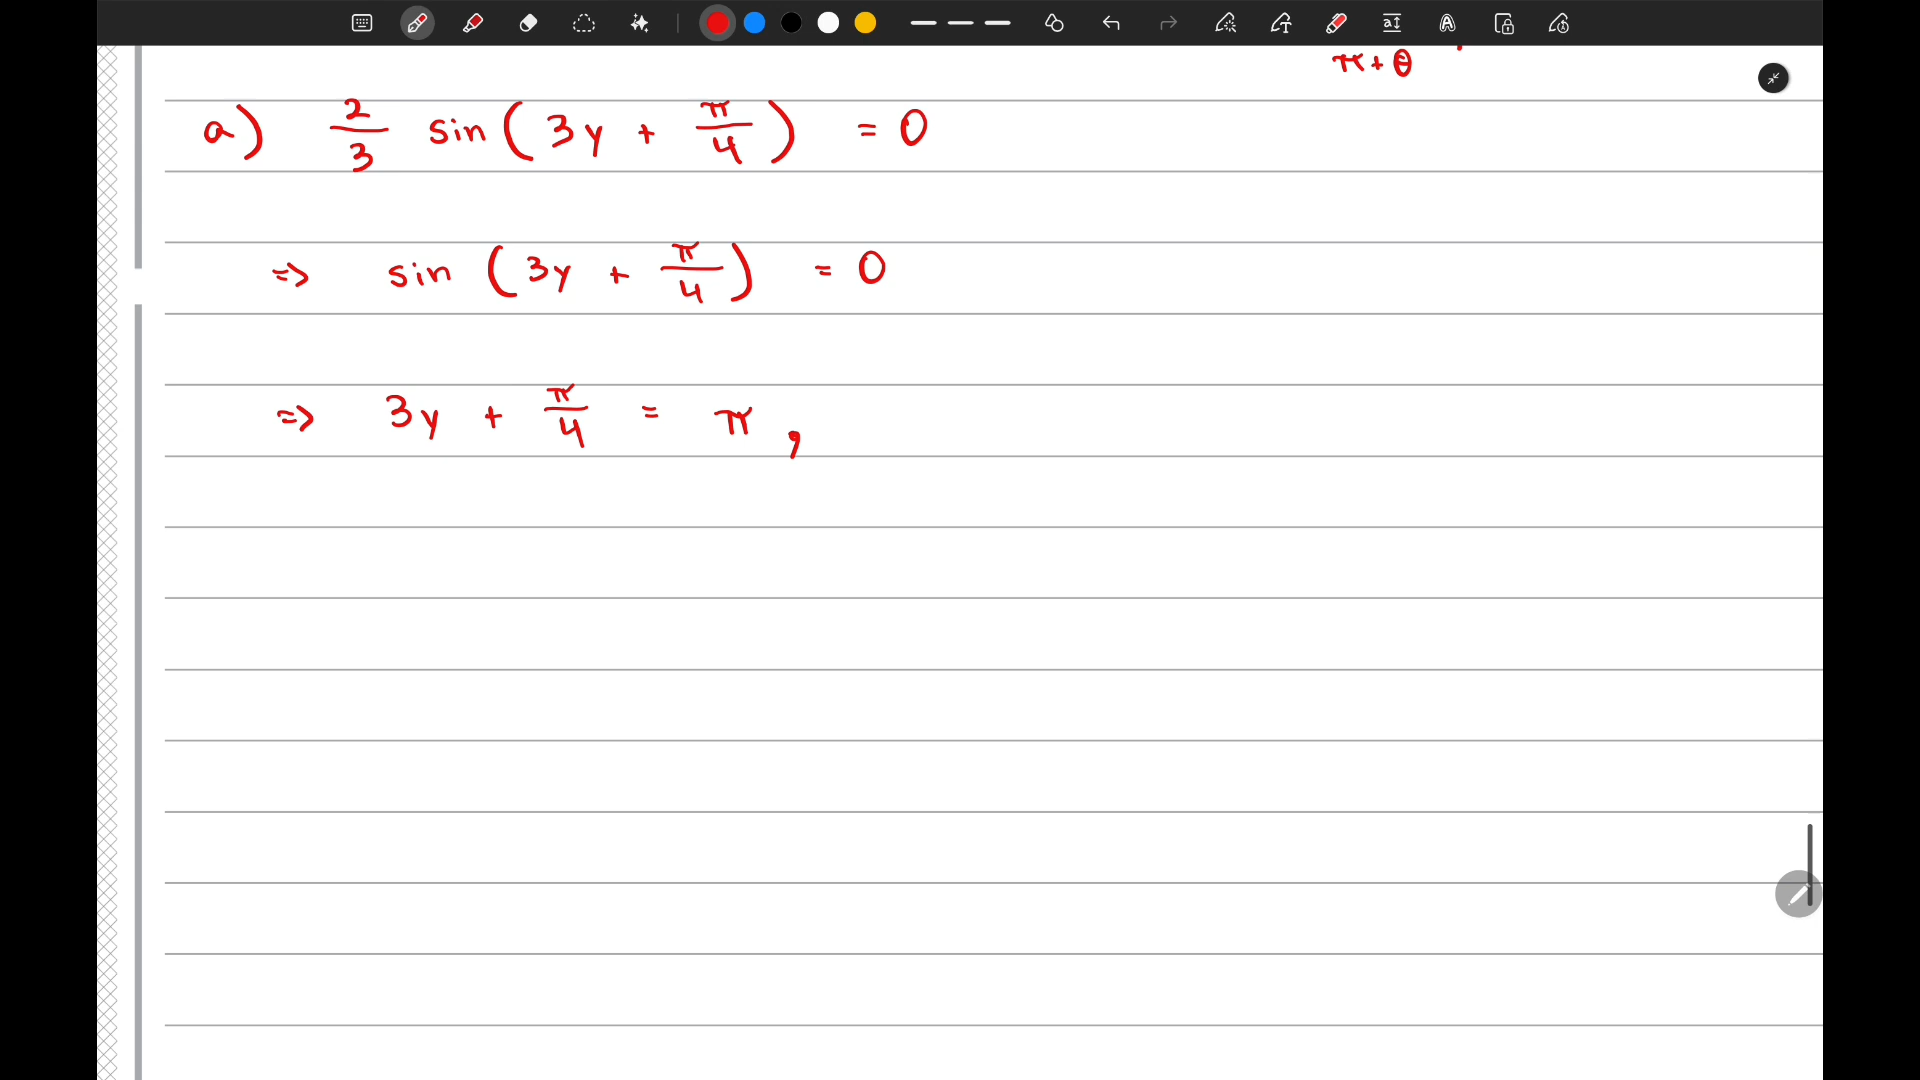 π + θ
a) 2/3 sin(3y + π/4) = 0
=> sin (3y + π/4) = 0
=> 3y + π/4 = π ,